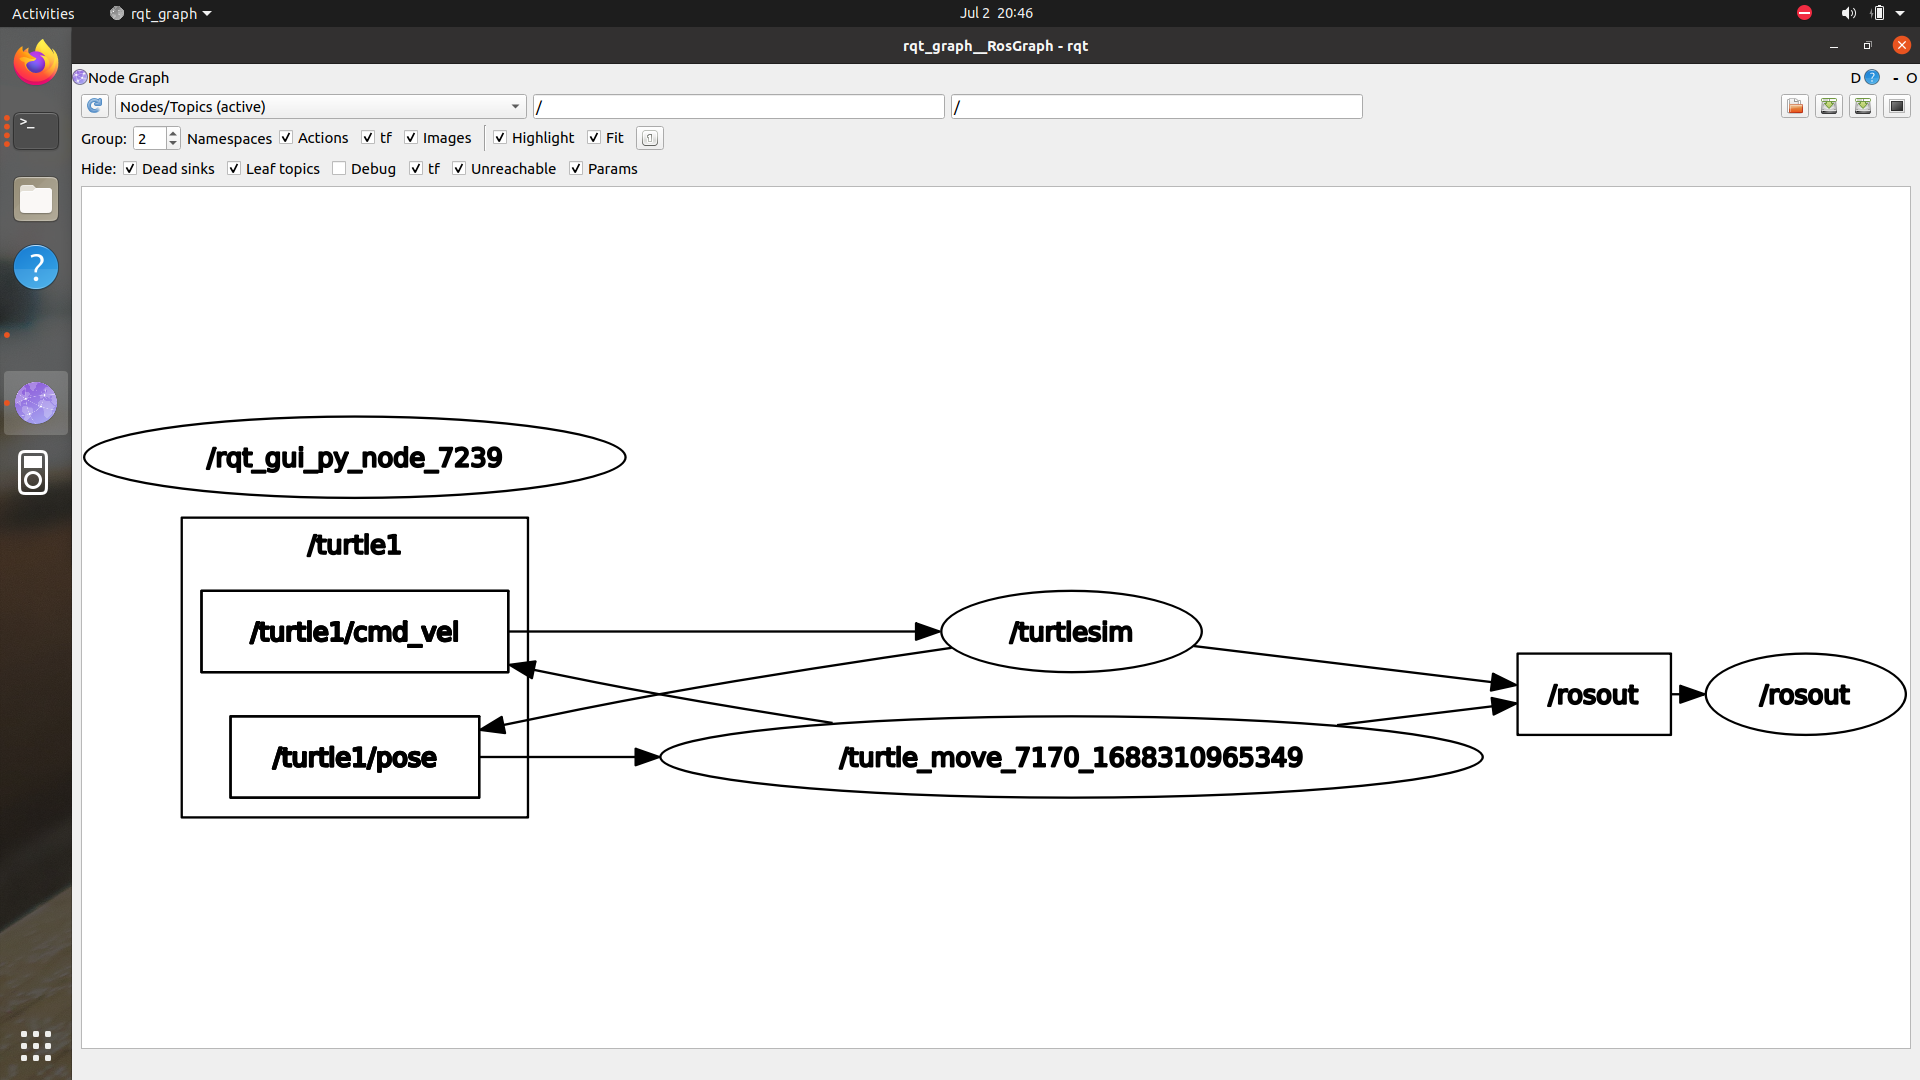 Activities rqt_graph Jul 2 20:46
rqt_graph__RosGraph - rqt
Node Graph D ? - O
Nodes/Topics (active) / /
Group: 2 Namespaces Actions tf Images Highlight Fit
Hide: Dead sinks Leaf topics Debug tf Unreachable Params
/rqt_gui_py_node_7239
/turtle1
/turtle1/cmd_vel
/turtlesim
/rosout
/rosout
/turtle1/pose
/turtle_move_7170_1688310965349